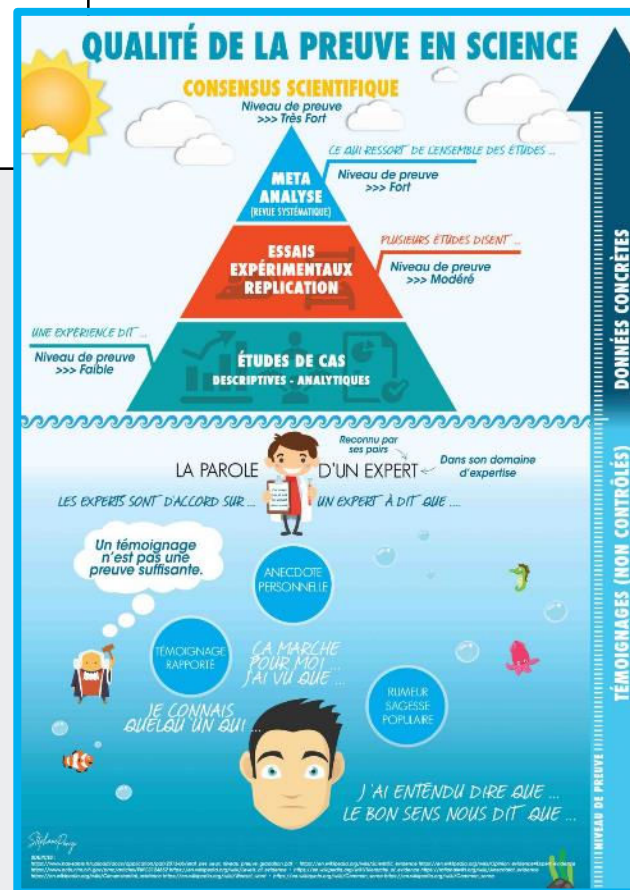 QUALITÉ DE LA PREUVE EN SCIENCE
CONSENSUS SCIENTIFIQUE
Niveau de preuve
>>> Très Fort
CE QUI RESSORT DE L'ENSEMBLE DES ÉTUDES ...
Niveau de preuve
>>> Fort
META
ANALYSE
(REVUE SYSTÉMATIQUE)
PLUSIEURS ÉTUDES DISENT ...
Niveau de preuve
>>> Modéré
ESSAIS
EXPÉRIMENTAUX
REPLICATION
UNE EXPÉRIENCE DIT ...
Niveau de preuve
>>> Faible
ÉTUDES DE CAS
DESCRIPTIVES - ANALYTIQUES
DONNÉES CONCRÈTES
Reconnu par
ses pairs
LA PAROLE D'UN EXPERT
Dans son domaine
d'expertise
LES EXPERTS SONT D'ACCORD SUR ... UN EXPERT À DIT QUE ....
Un témoignage
n'est pas une
preuve suffisante.
ANECDOTE
PERSONNELLE
TÉMOIGNAGE
RAPPORTÉ
ÇA MARCHE
POUR MOI ...
J'AI VU QUE ...
JE CONNAIS
QUELQU'UN QUI ...
RUMEUR
SAGESSE
POPULAIRE
J'AI ENTENDU DIRE QUE ...
LE BON SENS NOUS DIT QUE ...
TÉMOIGNAGES (NON CONTRÔLÉS)
NIVEAU DE PREUVE
SOURCES :